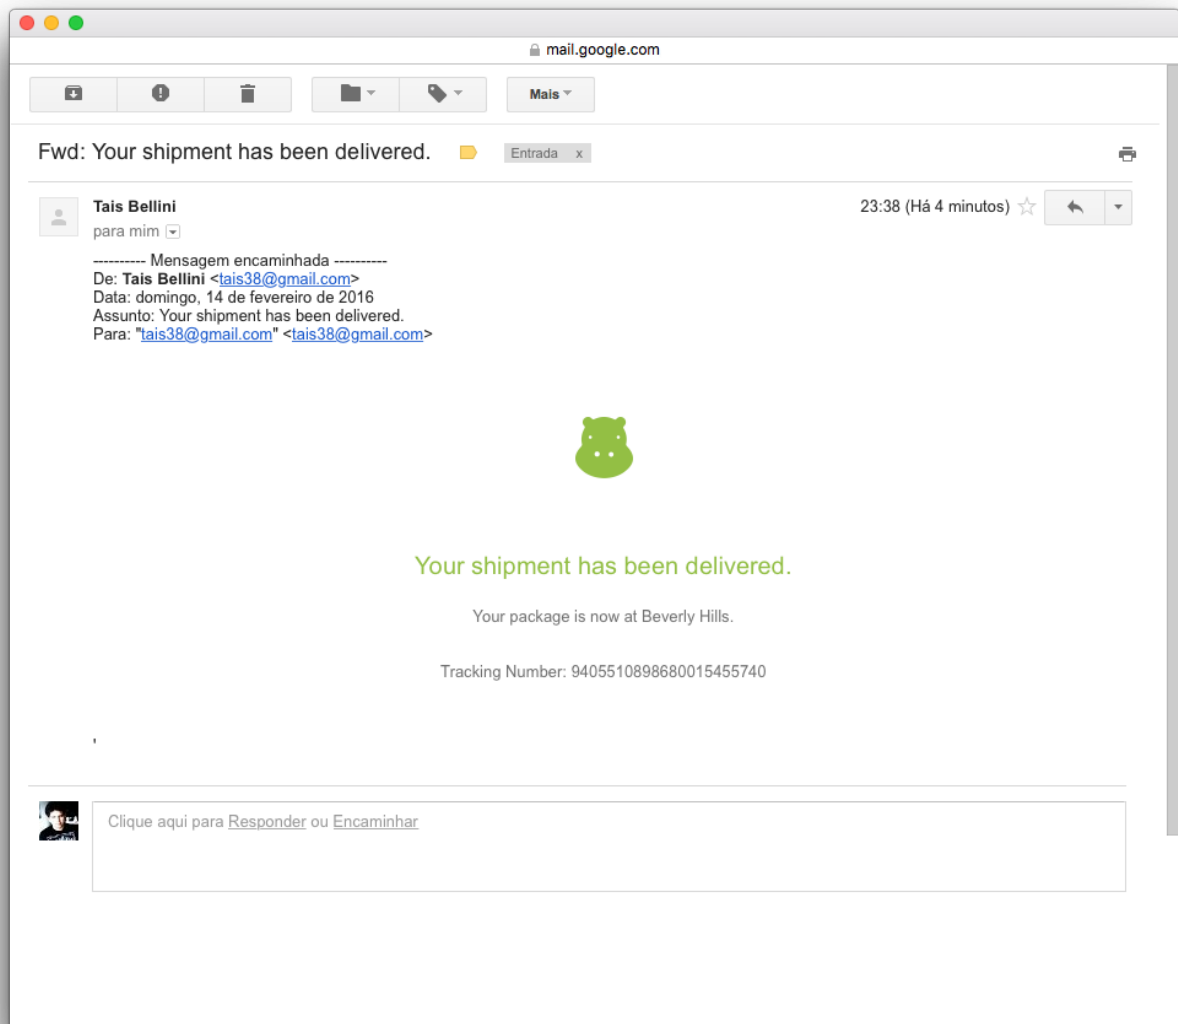 mail.google.com
Mais
Fwd: Your shipment has been delivered. Entrada x
Tais Bellini 23:38 (Há 4 minutos)
para mim
---------- Mensagem encaminhada ----------
De: Tais Bellini <tais38@gmail.com>
Data: domingo, 14 de fevereiro de 2016
Assunto: Your shipment has been delivered.
Para: "tais38@gmail.com" <tais38@gmail.com>
Your shipment has been delivered.
Your package is now at Beverly Hills.
Tracking Number: 9405510898680015455740
'
Clique aqui para Responder ou Encaminhar